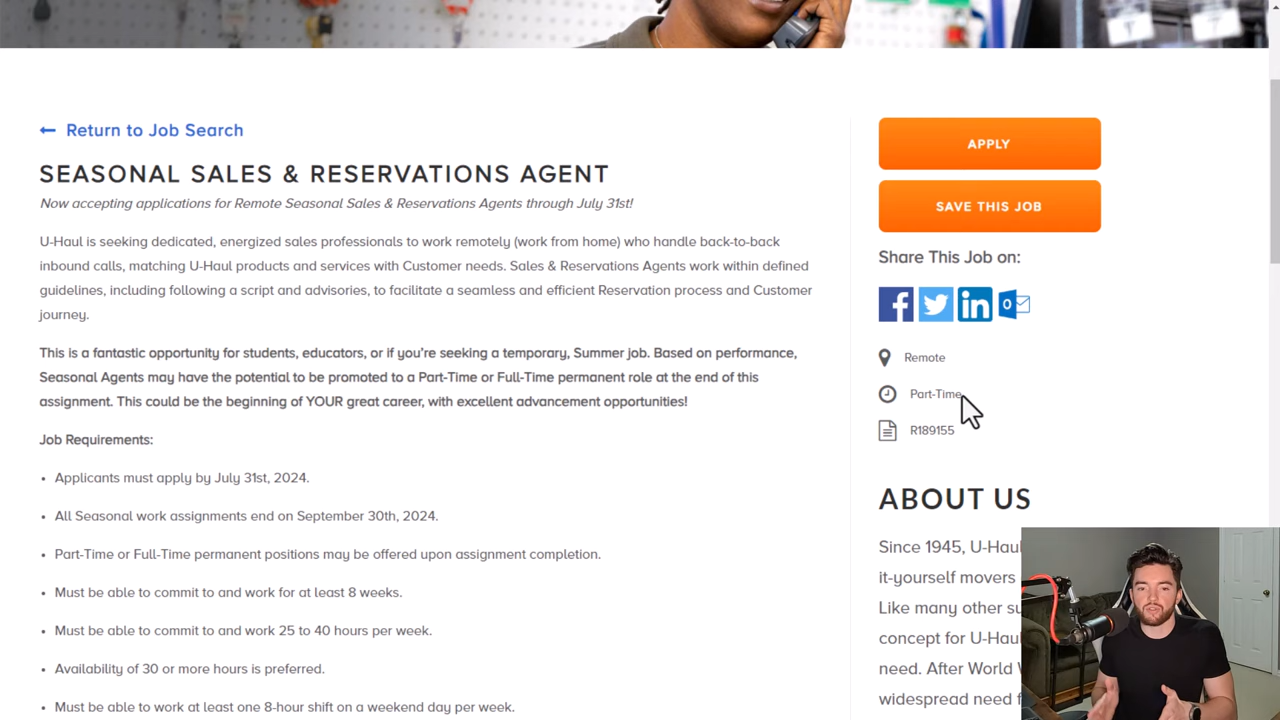 Return to Job Search
SEASONAL SALES & RESERVATIONS AGENT
Now accepting applications for Remote Seasonal Sales & Reservations Agents through July 31st!
U-Haul is seeking dedicated, energized sales professionals to work remotely (work from home) who handle back-to-back
inbound calls, matching U-Haul products and services with Customer needs. Sales & Reservations Agents work within defined
guidelines, including following a script and advisories, to facilitate a seamless and efficient Reservation process and Customer
journey.
This is a fantastic opportunity for students, educators, or if you're seeking a temporary, Summer job. Based on performance,
Seasonal Agents may have the potential to be promoted to a Part-Time or Full-Time permanent role at the end of this
assignment. This could be the beginning of YOUR great career, with excellent advancement opportunities!
Job Requirements:
• Applicants must apply by July 31st, 2024.
• All Seasonal work assignments end on September 30th, 2024.
• Part-Time or Full-Time permanent positions may be offered upon assignment completion.
• Must be able to commit to and work for at least 8 weeks.
• Must be able to commit to and work 25 to 40 hours per week.
• Availability of 30 or more hours is preferred.
• Must be able to work at least one 8-hour shift on a weekend day per week.
APPLY
SAVE THIS JOB
Share This Job on:
Remote
Part-Time
R189155
ABOUT US
Since 1945, U-Haul
it-yourself movers
Like many other su
concept for U-Hau
need. After World
widespread need f